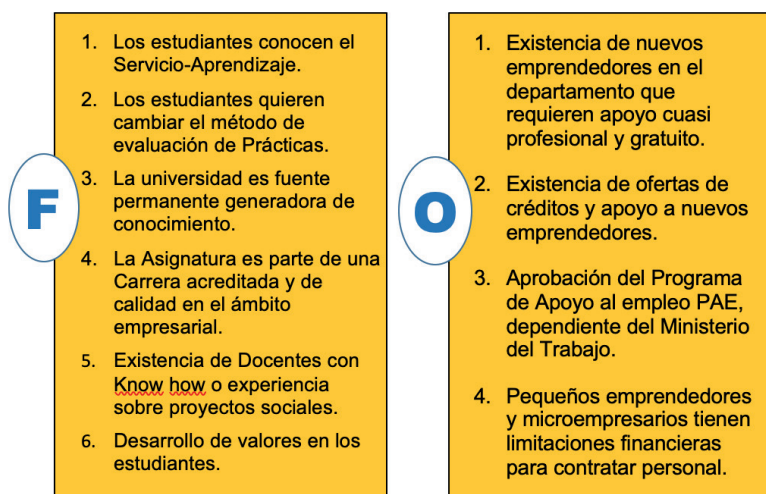 F
1. Los estudiantes conocen el
Servicio-Aprendizaje.
2. Los estudiantes quieren
cambiar el método de
evaluación de Prácticas.
3. La universidad es fuente
permanente generadora de
conocimiento.
4. La Asignatura es parte de una
Carrera acreditada y de
calidad en el ámbito
empresarial.
5. Existencia de Docentes con
Know how o experiencia
sobre proyectos sociales.
6. Desarrollo de valores en los
estudiantes.
O
1. Existencia de nuevos
emprendedores en el
departamento que
requieren apoyo cuasi
profesional y gratuito.
2. Existencia de ofertas de
créditos y apoyo a nuevos
emprendedores.
3. Aprobación del Programa
de Apoyo al empleo PAE,
dependiente del Ministerio
del Trabajo.
4. Pequeños emprendedores
y microempresarios tienen
limitaciones financieras
para contratar personal.